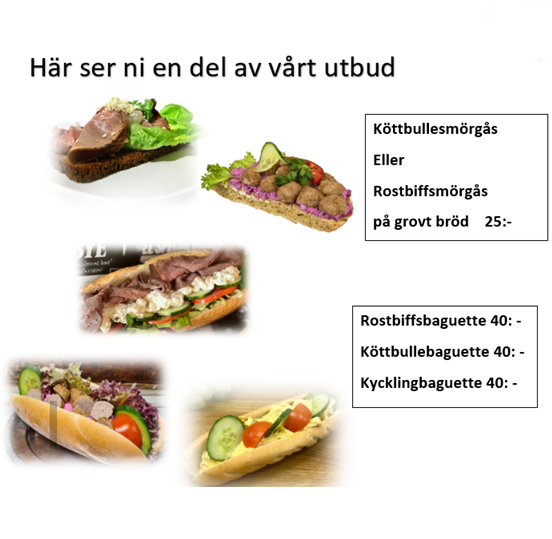 Här ser ni en del av vårt utbud
Köttbullesmörgås
Eller
Rostbiffsmörgås
på grovt bröd 25:-
Rostbiffsbaguette 40: -
Köttbullebaguette 40: -
Kycklingbaguette 40: -